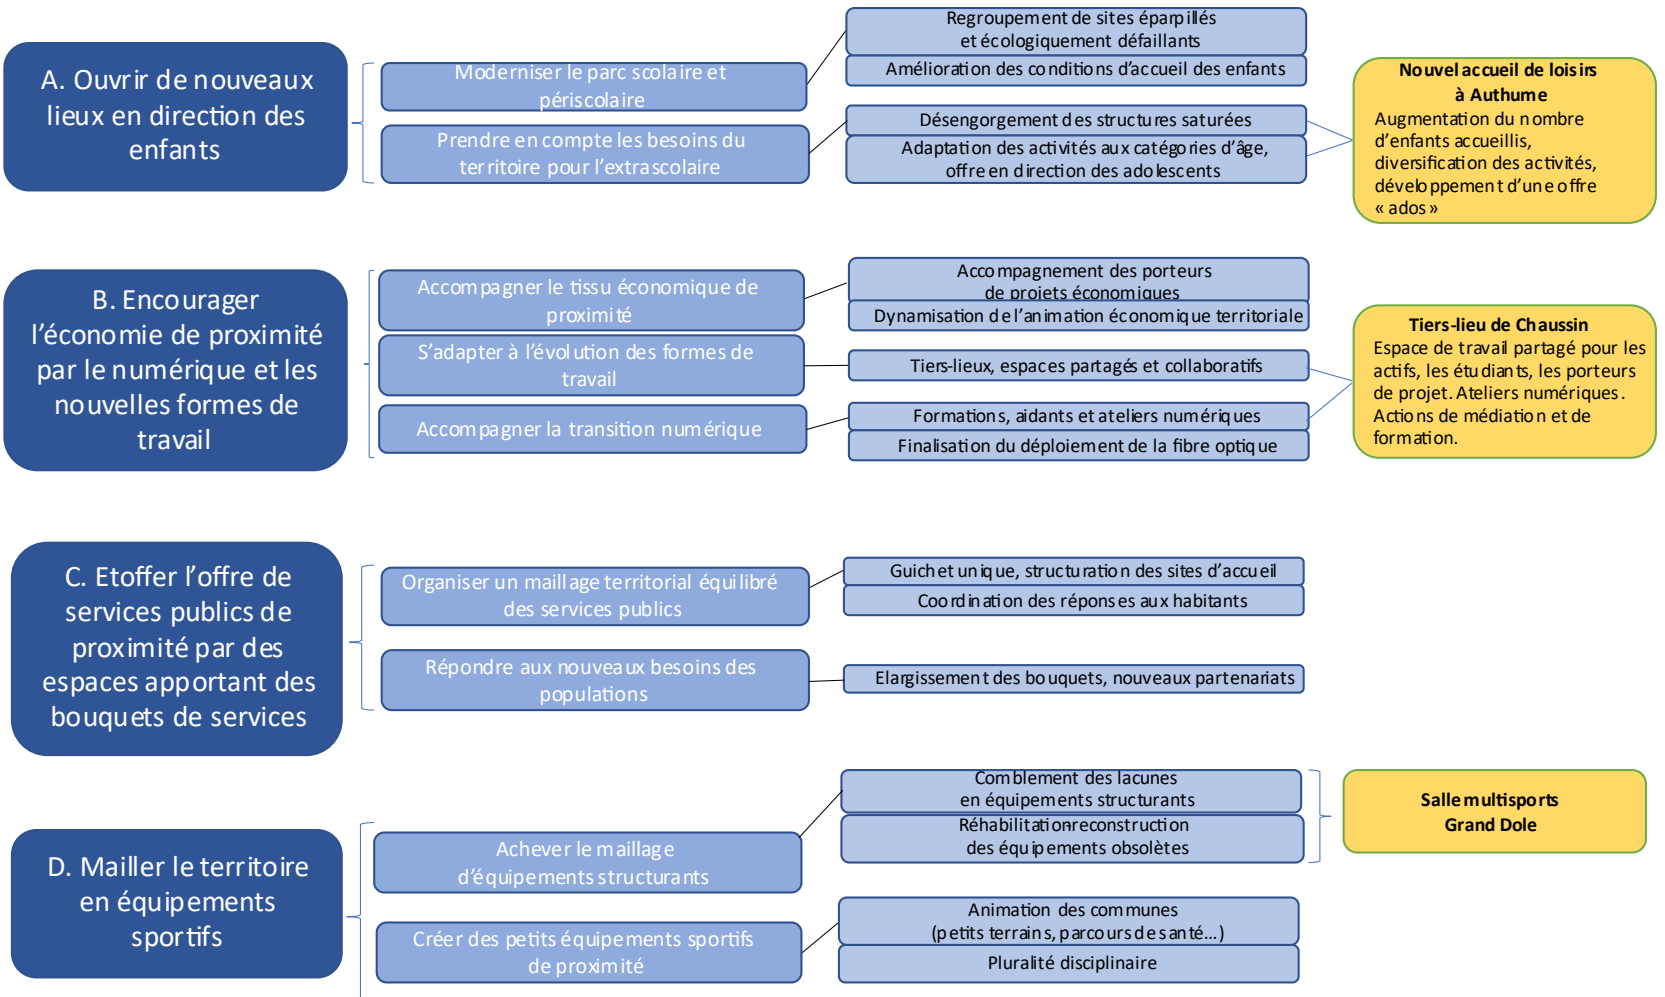 A. Ouvrir de nouveaux
lieux en direction des
enfants
Moderniser le parc scolaire et
périscolaire
Prendre en compte les besoins du
territoire pour l’extrascolaire
Regroupement de sites éparpillés
et écologiquement défaillants
Amélioration des conditions d’accueil des enfants
Désengorgement des structures saturées
Adaptation des activités aux catégories d’âge,
offre en direction des adolescents
Nouvel accueil de loisirs
à Authume
Augmentation du nombre
d’enfants accueillis,
diversification des activités,
développement d’une offre
« ados »
B. Encourager
l’économie de proximité
par le numérique et les
nouvelles formes de
travail
Accompagner le tissu économique de
proximité
S’adapter à l’évolution des formes de
travail
Accompagner la transition numérique
Accompagnement des porteurs
de projets économiques
Dynamisation de l’animation économique territoriale
Tiers-lieux, espaces partagés et collaboratifs
Formations, aidants et ateliers numériques
Finalisation du déploiement de la fibre optique
Tiers-lieu de Chaussin
Espace de travail partagé pour les
actifs, les étudiants, les porteurs
de projet. Ateliers numériques.
Actions de médiation et de
formation.
C. Etoffer l’offre de
services publics de
proximité par des
espaces apportant des
bouquets de services
Organiser un maillage territorial équilibré
des services publics
Répondre aux nouveaux besoins des
populations
Guichet unique, structuration des sites d’accueil
Coordination des réponses aux habitants
Elargissement des bouquets, nouveaux partenariats
D. Mailler le territoire
en équipements
sportifs
Achever le maillage
d’équipements structurants
Créer des petits équipements sportifs
de proximité
Comblement des lacunes
en équipements structurants
Réhabilitation-reconstruction
des équipements obsolètes
Animation des communes
(petits terrains, parcours de santé…)
Pluralité disciplinaire
Salle multisports
Grand Dole